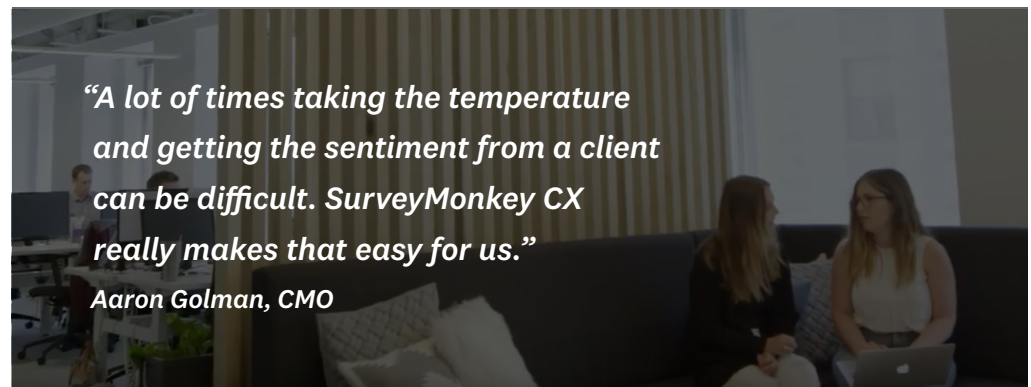 “A lot of times taking the temperature
and getting the sentiment from a client
can be difficult. SurveyMonkey CX
really makes that easy for us.”
Aaron Golman, CMO